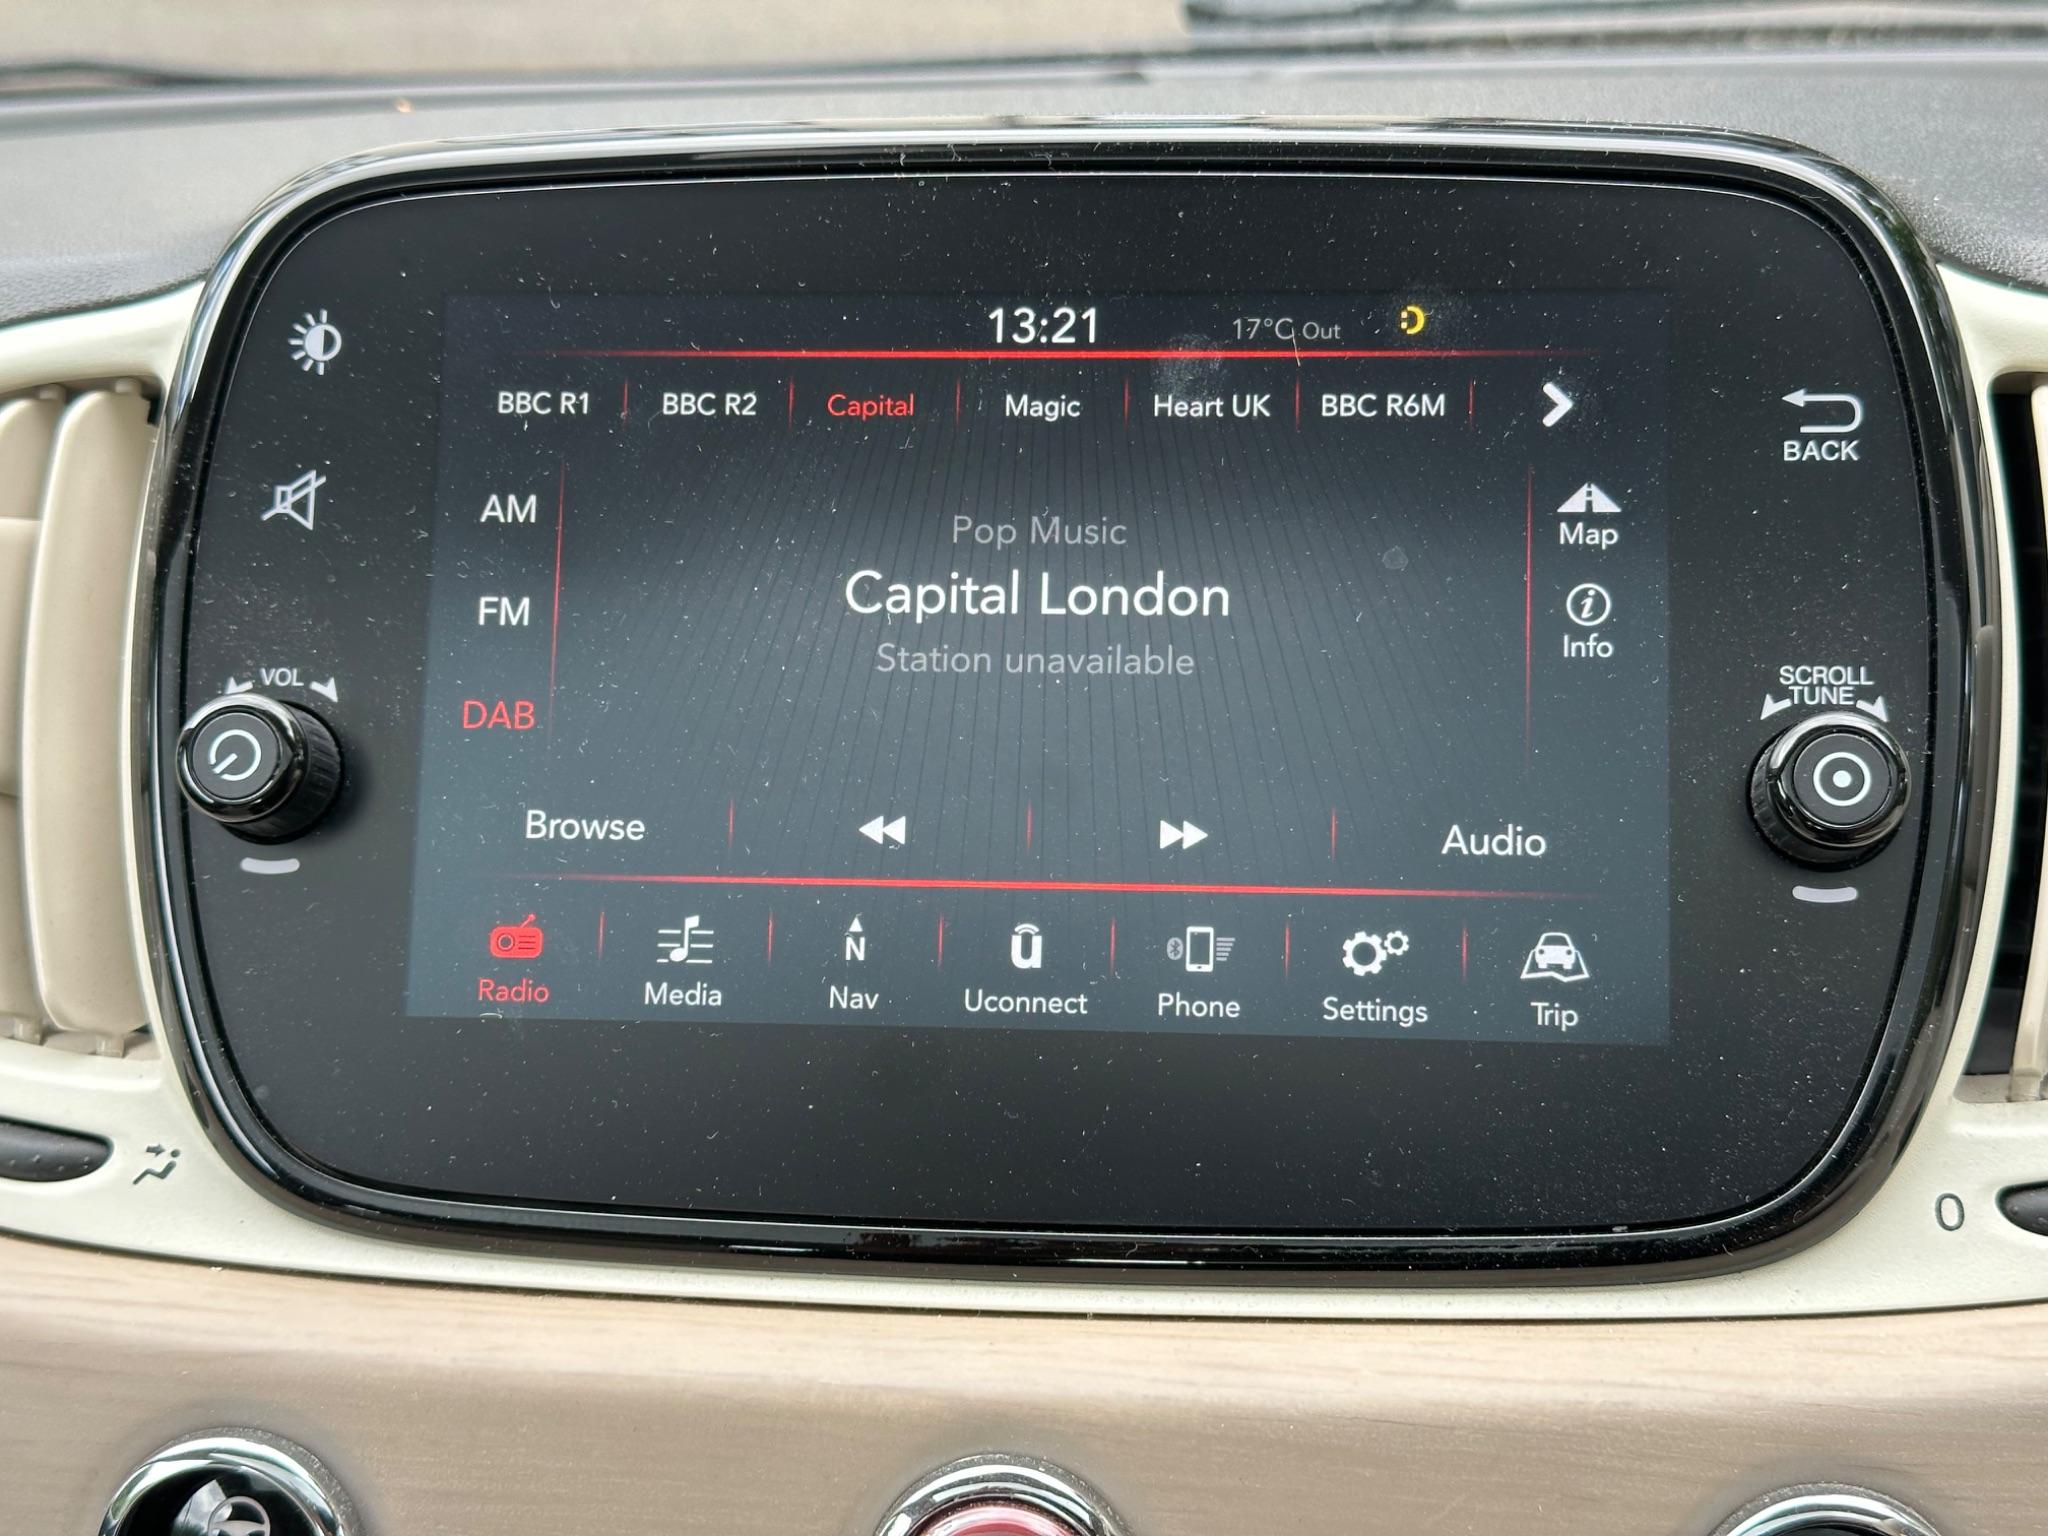 13:21
17°C Out
BBC R1
BBC R2
Capital
Magic
Heart UK
BBC R6M
BACK
AM
Pop Music
Map
Capital London
FM
Info
Station unavailable
VOL
SCROLL
TUNE
DAB
Browse
Audio
N
u
Radio
Media
Nav
Uconnect
Phone
Settings
Trip
0